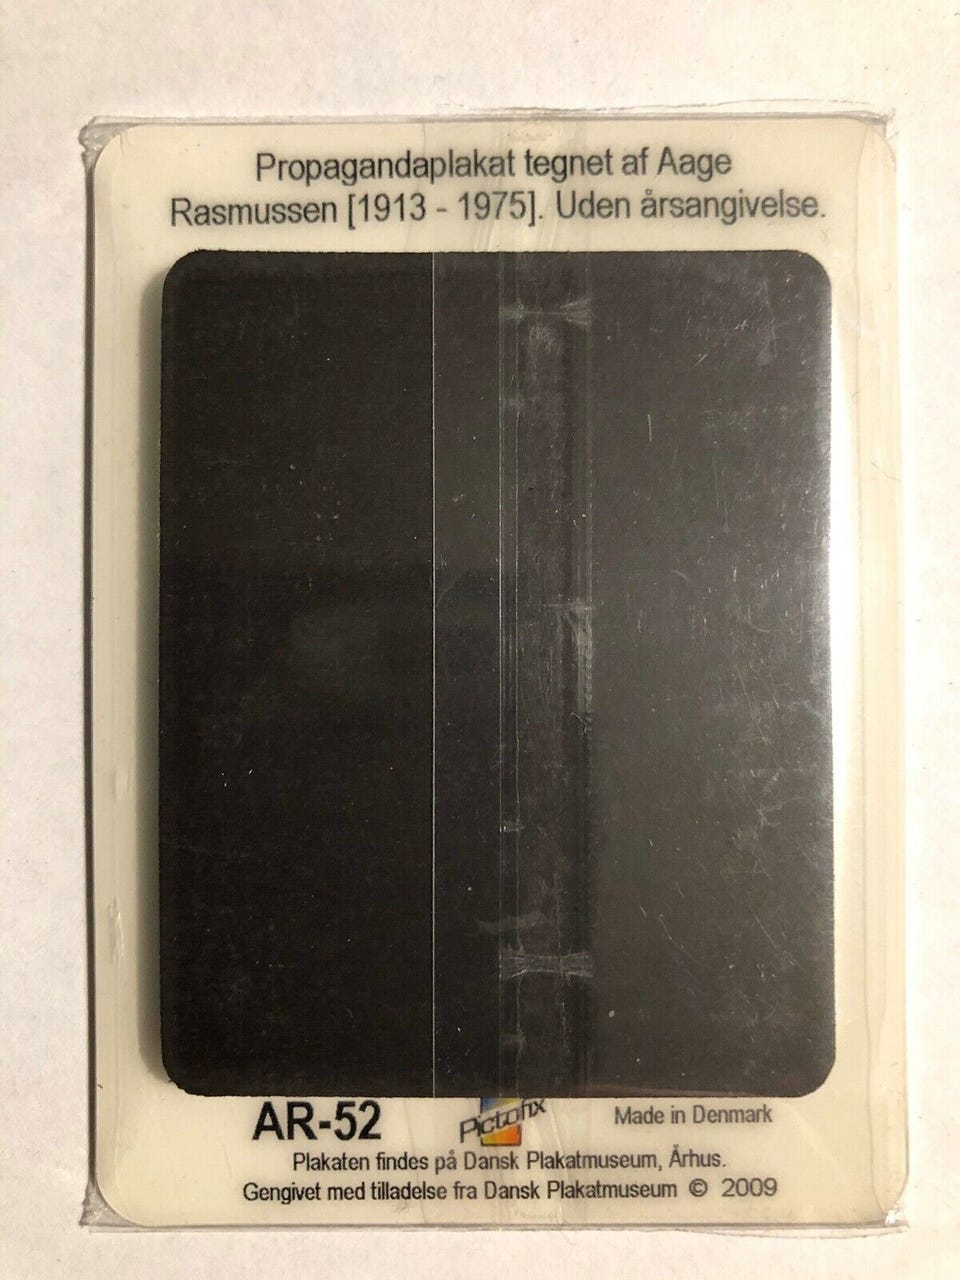 Propagandaplakat tegnet af Aage
Rasmussen [1913 - 1975]. Uden årsangivelse.
AR-52
Pictofix
Made in Denmark
Plakaten findes på Dansk Plakatmuseum, Århus.
Gengivet med tilladelse fra Dansk Plakatmuseum © 2009